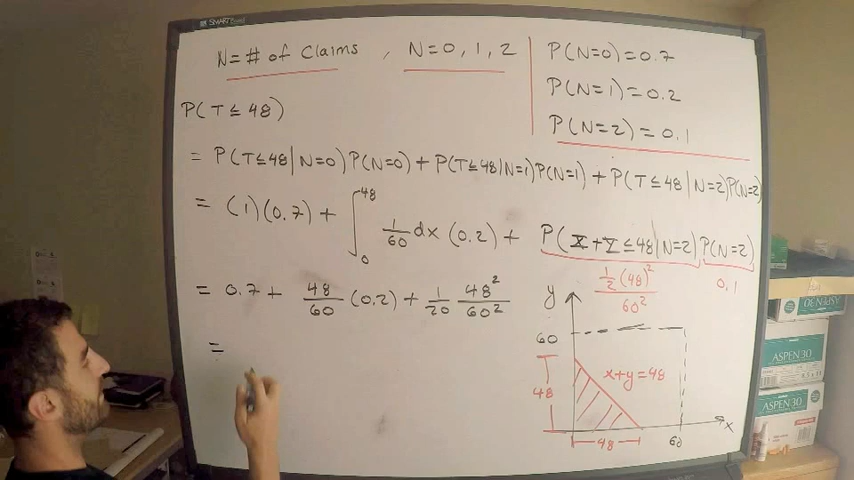 SMART
N = # of Claims , N = 0, 1, 2
P(N=0) = 0.7
P(N=1) = 0.2
P(N=2) = 0.1
P(T ≤ 48)
= P(T≤48|N=0)P(N=0) + P(T≤48|N=1)P(N=1) + P(T≤48|N=2)P(N=2)
= (1)(0.7) + ∫₀⁴⁸ 1/60 dx (0.2) + P(X+Y≤48|N=2)P(N=2)
½(48)²/60²
0.1
= 0.7 + 48/60 (0.2) + 1/20 48²/60²
=
y
60
48
x+y=48
48
60
x
ASPEN 30
ASPEN 30